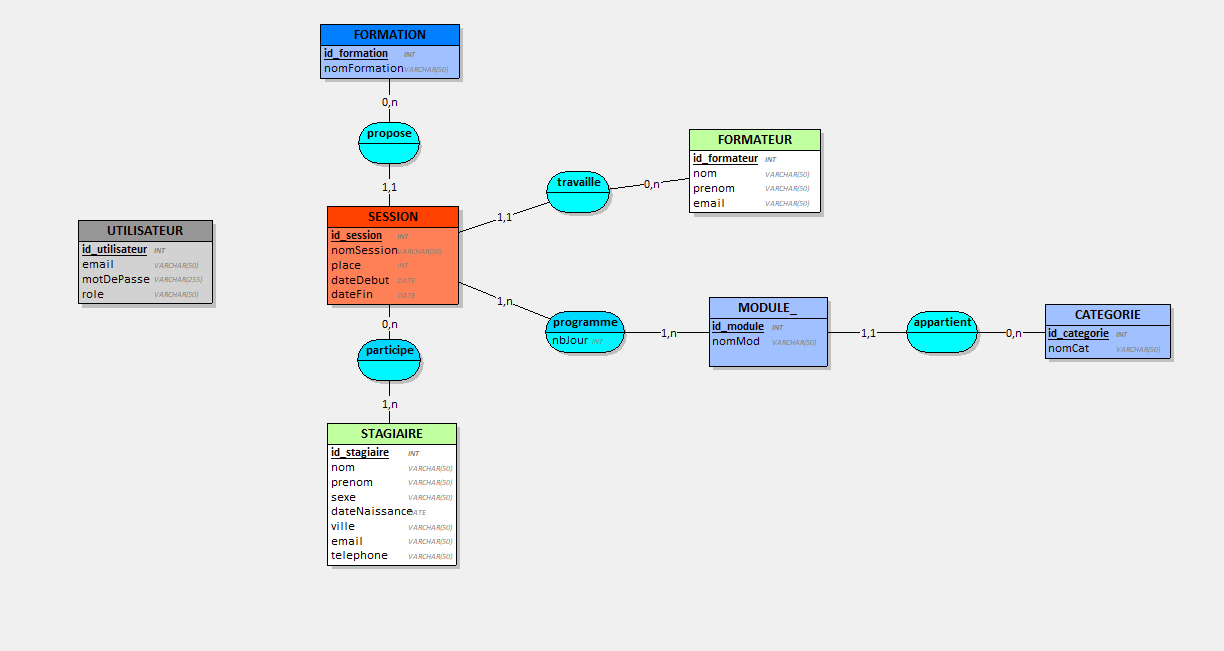 FORMATION
id_formation INT
nomFormation VARCHAR(50)
0,n
propose
1,1
FORMATEUR
id_formateur INT
nom VARCHAR(50)
prenom VARCHAR(50)
email VARCHAR(50)
travaille
0,n
1,1
SESSION
id_session INT
nomSession VARCHAR(50)
place INT
dateDebut DATE
dateFin DATE
UTILISATEUR
id_utilisateur INT
email VARCHAR(50)
motDePasse VARCHAR(255)
role VARCHAR(50)
1,n
programme
nbJour INT
1,n
MODULE_
id_module INT
nomMod VARCHAR(50)
1,1
appartient
0,n
CATEGORIE
id_categorie INT
nomCat VARCHAR(50)
0,n
participe
1,n
STAGIAIRE
id_stagiaire INT
nom VARCHAR(50)
prenom VARCHAR(50)
sexe VARCHAR(50)
dateNaissance DATE
ville VARCHAR(50)
email VARCHAR(50)
telephone VARCHAR(50)